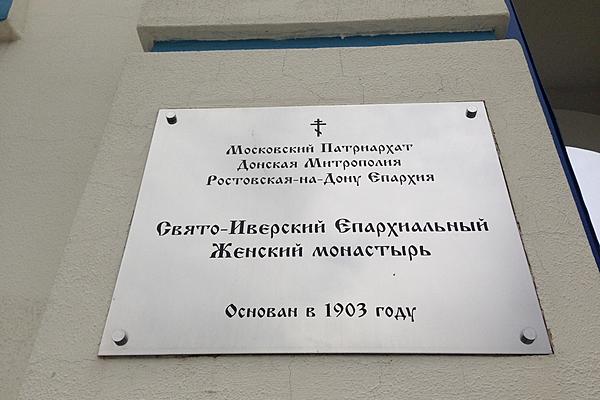 Московский Патриархат
Донская Митрополия
Ростовская-на-Дону Епархия
Свято-Иверский Епархиальный
Женский монастырь
Основан в 1903 году